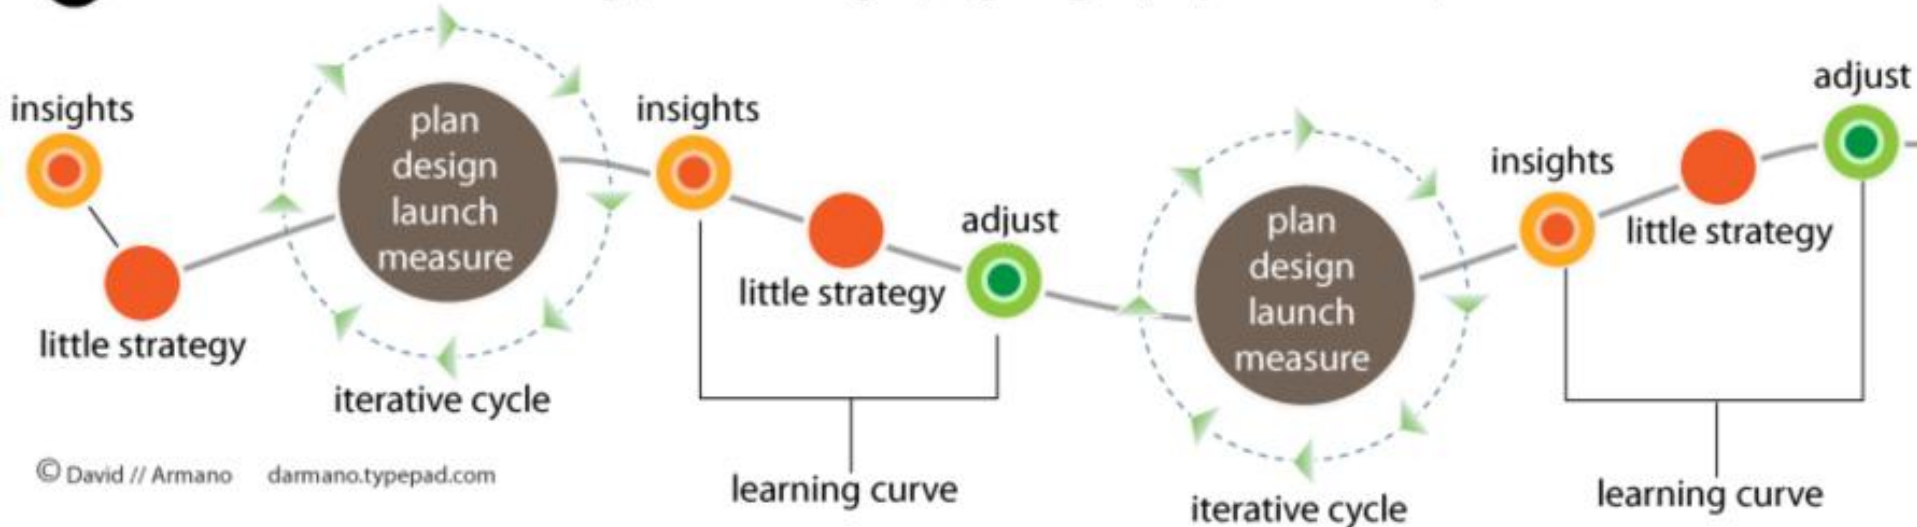 insights
little strategy
plan
design
launch
measure
iterative cycle
insights
little strategy
adjust
learning curve
plan
design
launch
measure
iterative cycle
insights
little strategy
adjust
learning curve
© David // Armano darmano.typepad.com